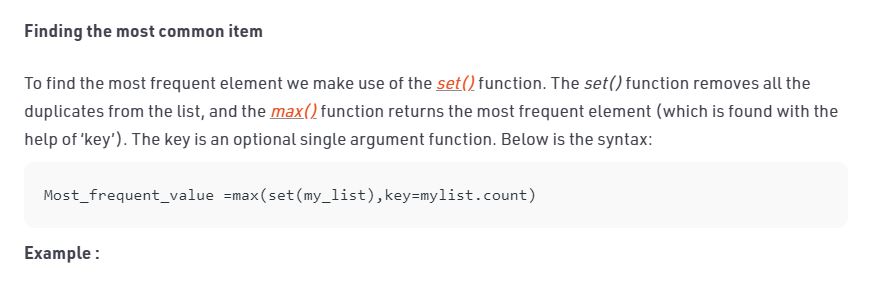 Finding the most common item
To find the most frequent element we make use of the set() function. The set() function removes all the
duplicates from the list, and the max() function returns the most frequent element (which is found with the
help of 'key'). The key is an optional single argument function. Below is the syntax:
Most_frequent_value =max(set(my_list),key=mylist.count)
Example :